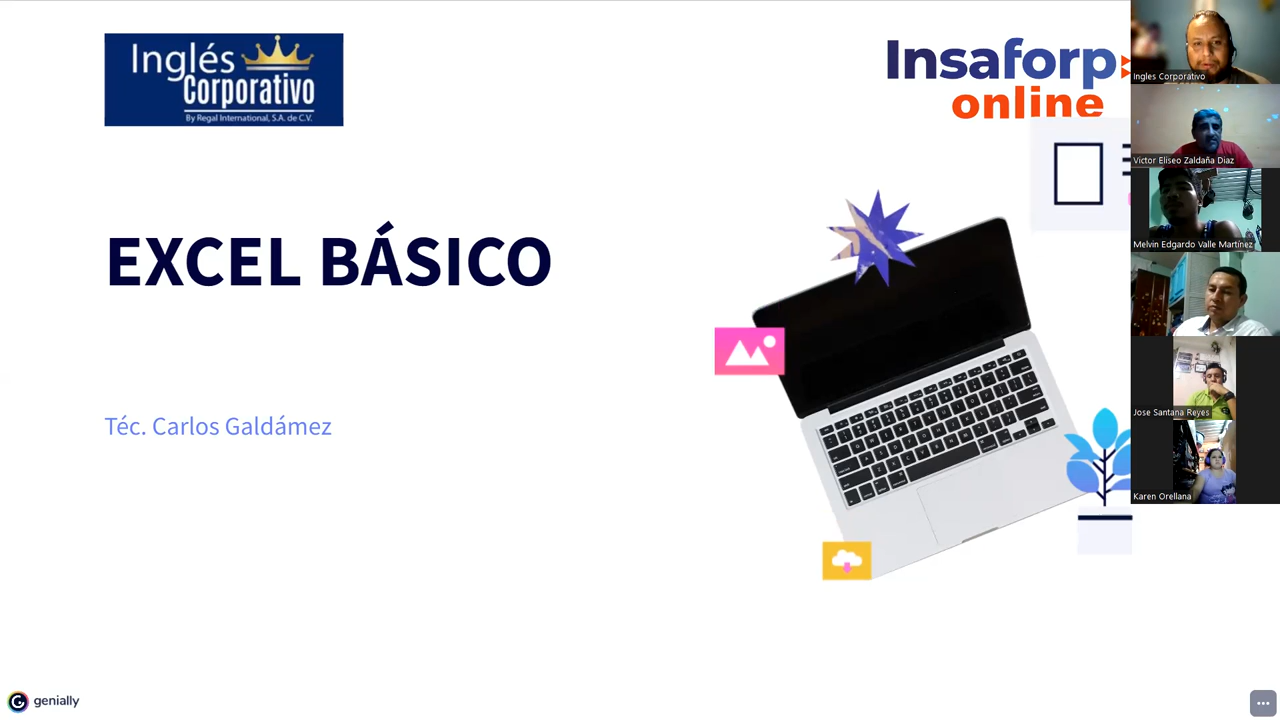 Inglés
Corporativo
By Regal International, S.A. de C.V.
Insaforp
online
EXCEL BÁSICO
Téc. Carlos Galdámez
genially
Ingles Corporativo
Victor Eliseo Zaldaña Diaz
Melvin Edgardo Valle Martínez
Jose Santana Reyes
Karen Orellana